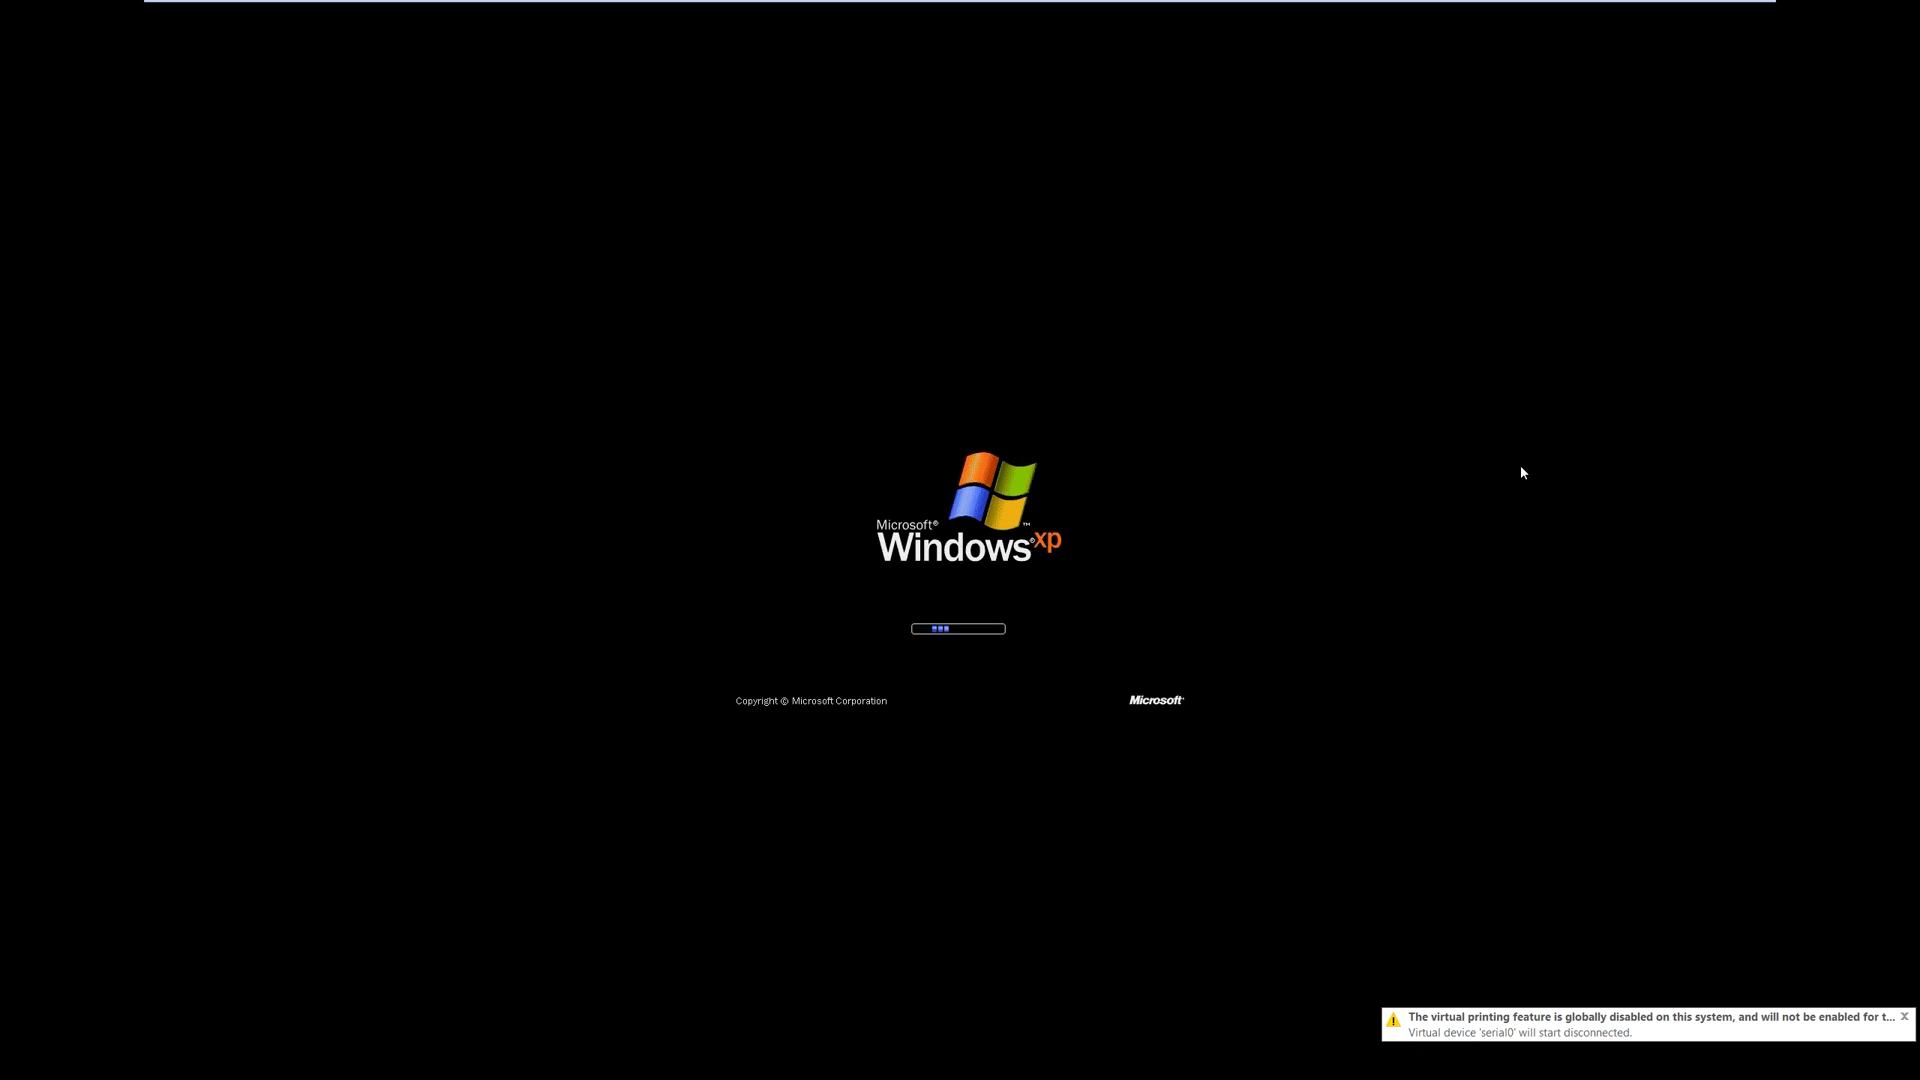 Microsoft®
Windows®xp™
Copyright © Microsoft Corporation
Microsoft®
The virtual printing feature is globally disabled on this system, and will not be enabled for t...
Virtual device 'serial0' will start disconnected.